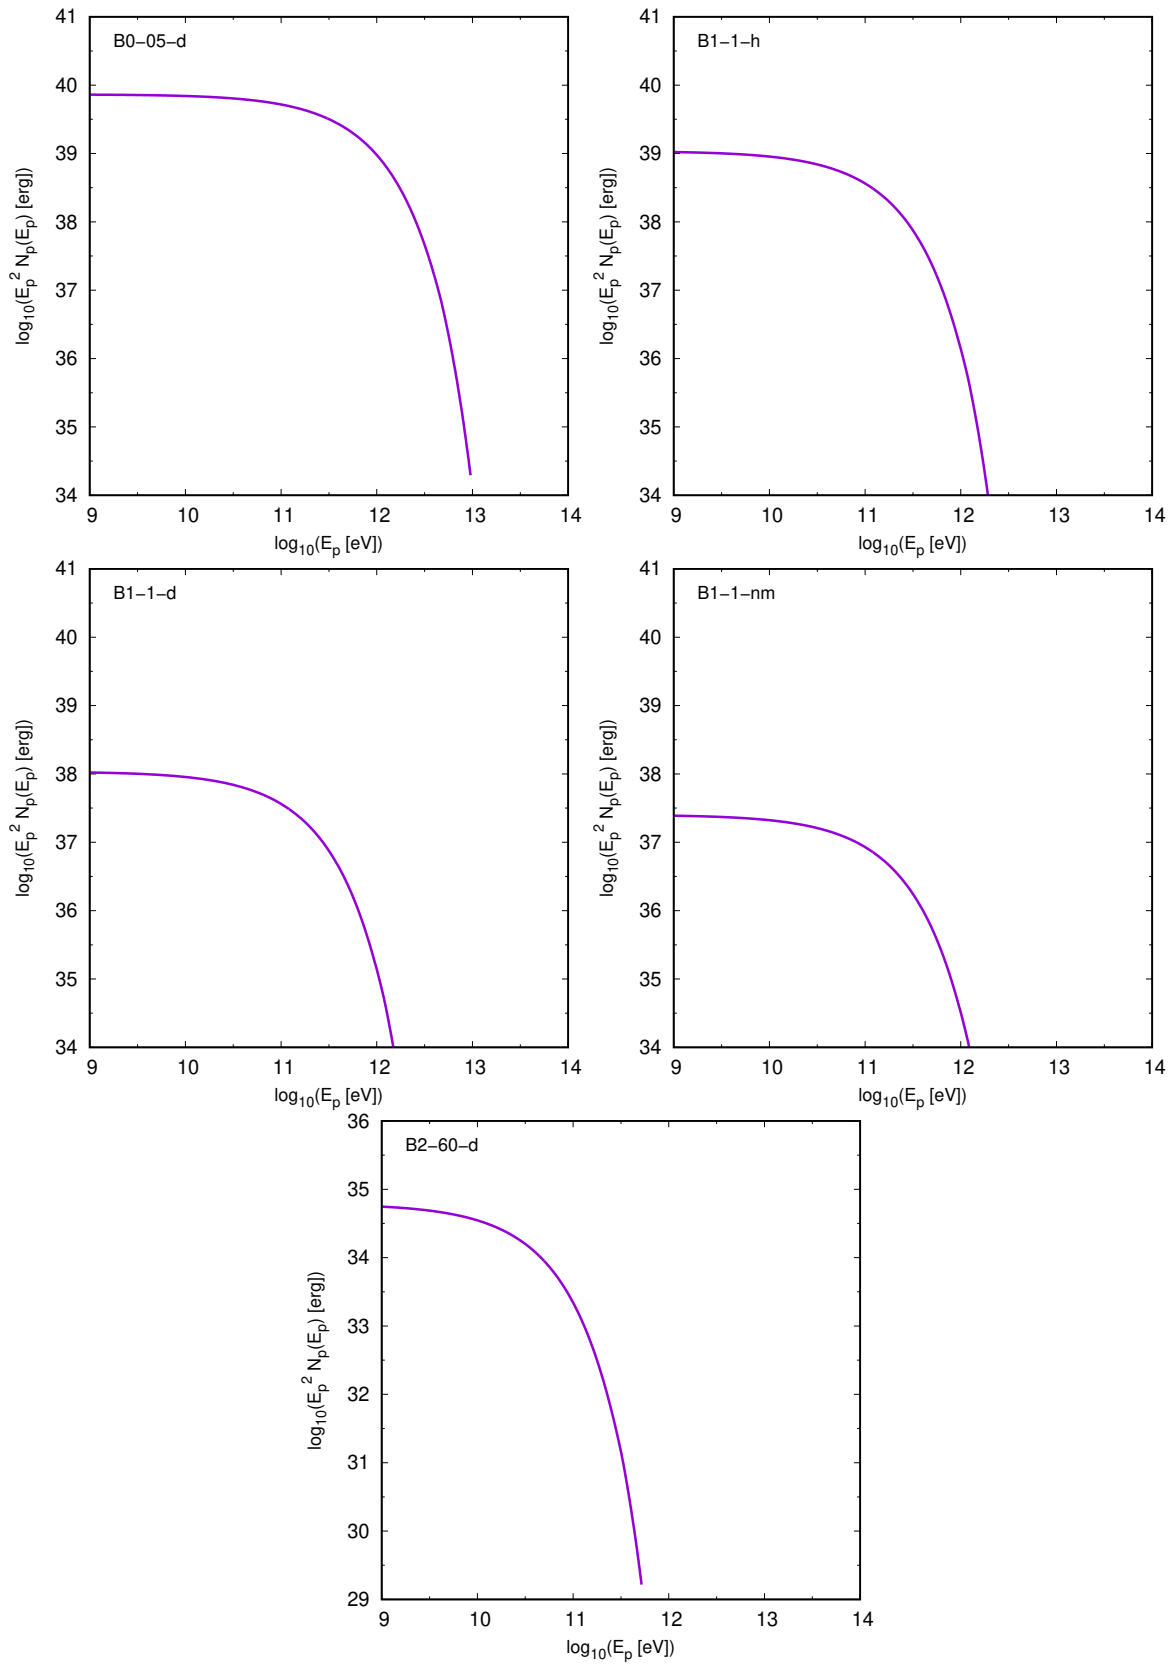 B0−05−d
41
40
39
38
37
36
35
34
9 10 11 12 13 14
log10(Ep2 Np(Ep) [erg])
log10(Ep [eV])
B1−1−h
41
40
39
38
37
36
35
34
9 10 11 12 13 14
log10(Ep2 Np(Ep) [erg])
log10(Ep [eV])
B1−1−d
41
40
39
38
37
36
35
34
9 10 11 12 13 14
log10(Ep2 Np(Ep) [erg])
log10(Ep [eV])
B1−1−nm
41
40
39
38
37
36
35
34
9 10 11 12 13 14
log10(Ep2 Np(Ep) [erg])
log10(Ep [eV])
B2−60−d
36
35
34
33
32
31
30
29
9 10 11 12 13 14
log10(Ep2 Np(Ep) [erg])
log10(Ep [eV])